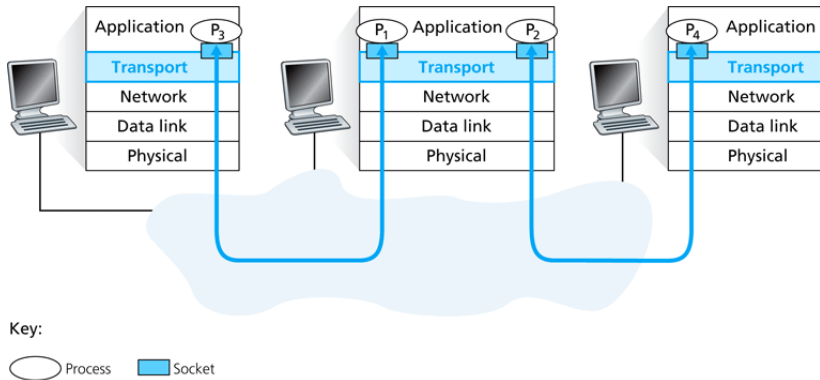 Application P₃
Transport
Network
Data link
Physical
P₁ Application P₂
Transport
Network
Data link
Physical
P₄ Application
Transport
Network
Data link
Physical
Key:
Process Socket